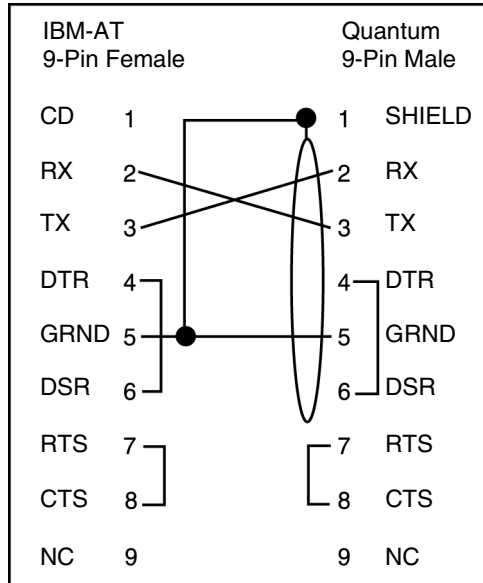 IBM-AT Quantum
9-Pin Female 9-Pin Male
CD 1 1 SHIELD
RX 2 2 RX
TX 3 3 TX
DTR 4 4 DTR
GRND 5 5 GRND
DSR 6 6 DSR
RTS 7 7 RTS
CTS 8 8 CTS
NC 9 9 NC